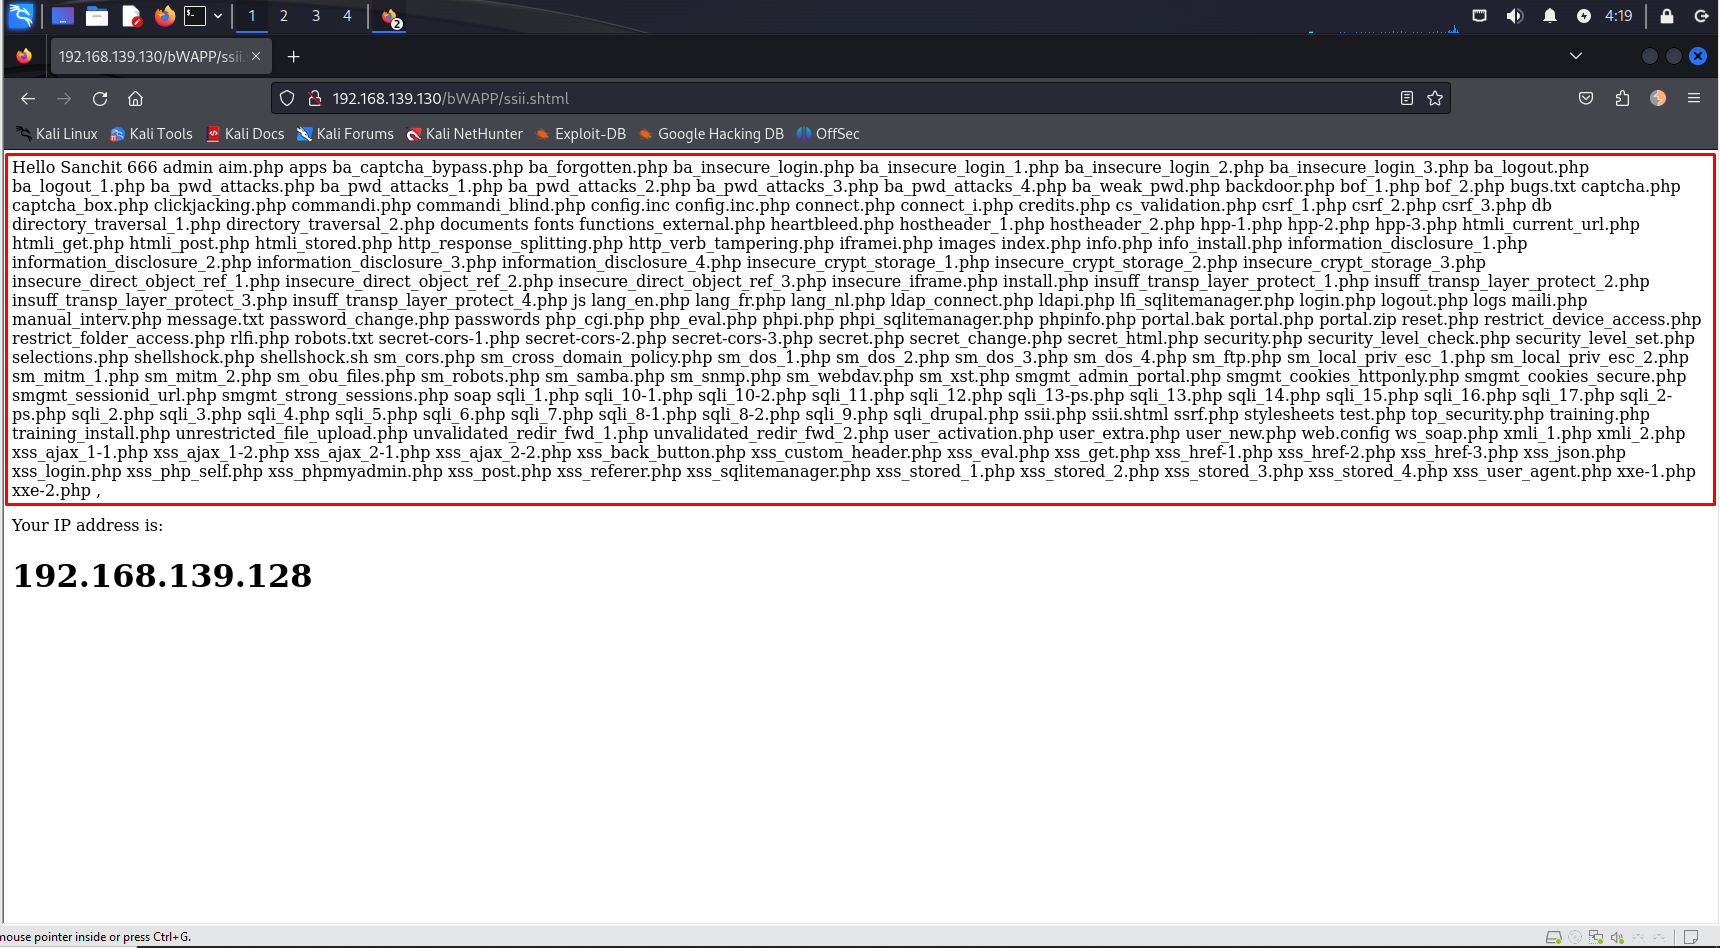 1 2 3 4 2 4:19
192.168.139.130/bWAPP/ssii.
192.168.139.130/bWAPP/ssii.shtml
Kali Linux Kali Tools Kali Docs Kali Forums Kali NetHunter Exploit-DB Google Hacking DB OffSec
Hello Sanchit 666 admin aim.php apps ba_captcha_bypass.php ba_forgotten.php ba_insecure_login.php ba_insecure_login_1.php ba_insecure_login_2.php ba_insecure_login_3.php ba_logout.php
ba_logout_1.php ba_pwd_attacks.php ba_pwd_attacks_1.php ba_pwd_attacks_2.php ba_pwd_attacks_3.php ba_pwd_attacks_4.php ba_weak_pwd.php backdoor.php bof_1.php bof_2.php bugs.txt captcha.php
captcha_box.php clickjacking.php commandi.php commandi_blind.php config.inc config.inc.php connect.php connect_i.php credits.php cs_validation.php csrf_1.php csrf_2.php csrf_3.php db
directory_traversal_1.php directory_traversal_2.php documents fonts functions_external.php heartbleed.php hostheader_1.php hostheader_2.php hpp-1.php hpp-2.php hpp-3.php htmli_current_url.php
htmli_get.php htmli_post.php htmli_stored.php http_response_splitting.php http_verb_tampering.php iframei.php images index.php info.php info_install.php information_disclosure_1.php
information_disclosure_2.php information_disclosure_3.php information_disclosure_4.php insecure_crypt_storage_1.php insecure_crypt_storage_2.php insecure_crypt_storage_3.php
insecure_direct_object_ref_1.php insecure_direct_object_ref_2.php insecure_direct_object_ref_3.php insecure_iframe.php install.php insuff_transp_layer_protect_1.php insuff_transp_layer_protect_2.php
insuff_transp_layer_protect_3.php insuff_transp_layer_protect_4.php js lang_en.php lang_fr.php lang_nl.php ldap_connect.php ldapi.php lfi_sqlitemanager.php login.php logout.php logs maili.php
manual_interv.php message.txt password_change.php passwords php_cgi.php php_eval.php phpi.php phpi_sqlitemanager.php phpinfo.php portal.bak portal.php portal.zip reset.php restrict_device_access.php
restrict_folder_access.php rlfi.php robots.txt secret-cors-1.php secret-cors-2.php secret-cors-3.php secret.php secret_change.php secret_html.php security.php security_level_check.php security_level_set.php
selections.php shellshock.php shellshock.sh sm_cors.php sm_cross_domain_policy.php sm_dos_1.php sm_dos_2.php sm_dos_3.php sm_dos_4.php sm_ftp.php sm_local_priv_esc_1.php sm_local_priv_esc_2.php
sm_mitm_1.php sm_mitm_2.php sm_obu_files.php sm_robots.php sm_samba.php sm_snmp.php sm_webdav.php sm_xst.php smgmt_admin_portal.php smgmt_cookies_httponly.php smgmt_cookies_secure.php
smgmt_sessionid_url.php smgmt_strong_sessions.php soap sqli_1.php sqli_10-1.php sqli_10-2.php sqli_11.php sqli_12.php sqli_13-ps.php sqli_13.php sqli_14.php sqli_15.php sqli_16.php sqli_17.php sqli_2-
ps.php sqli_2.php sqli_3.php sqli_4.php sqli_5.php sqli_6.php sqli_7.php sqli_8-1.php sqli_8-2.php sqli_9.php sqli_drupal.php ssii.php ssii.shtml ssrf.php stylesheets test.php top_security.php training.php
training_install.php unrestricted_file_upload.php unvalidated_redir_fwd_1.php unvalidated_redir_fwd_2.php user_activation.php user_extra.php user_new.php web.config ws_soap.php xmli_1.php xmli_2.php
xss_ajax_1-1.php xss_ajax_1-2.php xss_ajax_2-1.php xss_ajax_2-2.php xss_back_button.php xss_custom_header.php xss_eval.php xss_get.php xss_href-1.php xss_href-2.php xss_href-3.php xss_json.php
xss_login.php xss_php_self.php xss_phpmyadmin.php xss_post.php xss_referer.php xss_sqlitemanager.php xss_stored_1.php xss_stored_2.php xss_stored_3.php xss_stored_4.php xss_user_agent.php xxe-1.php
xxe-2.php ,
Your IP address is:
192.168.139.128
mouse pointer inside or press Ctrl+G.